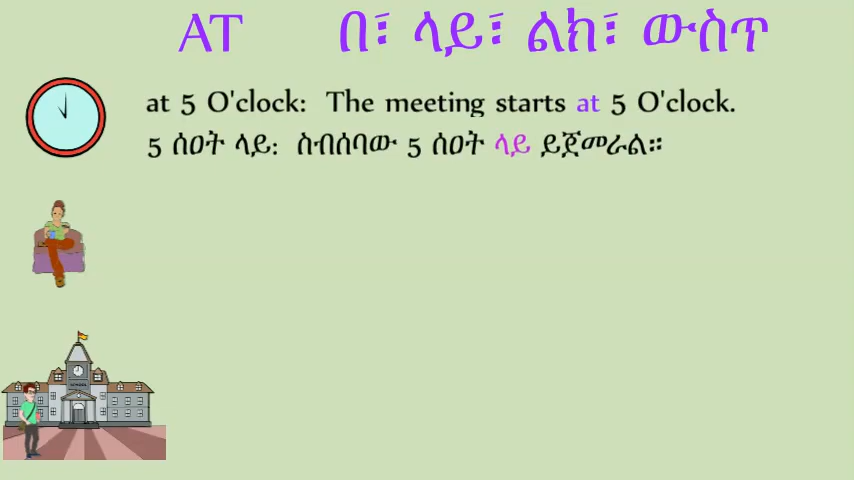 AT በ፣ ላይ፣ ልክ፣ ውስጥ
at 5 O'clock: The meeting starts at 5 O'clock.
5 ሰዐት ላይ: ስብሰባው 5 ሰዐት ላይ ይጀመራል።
SCHOOL